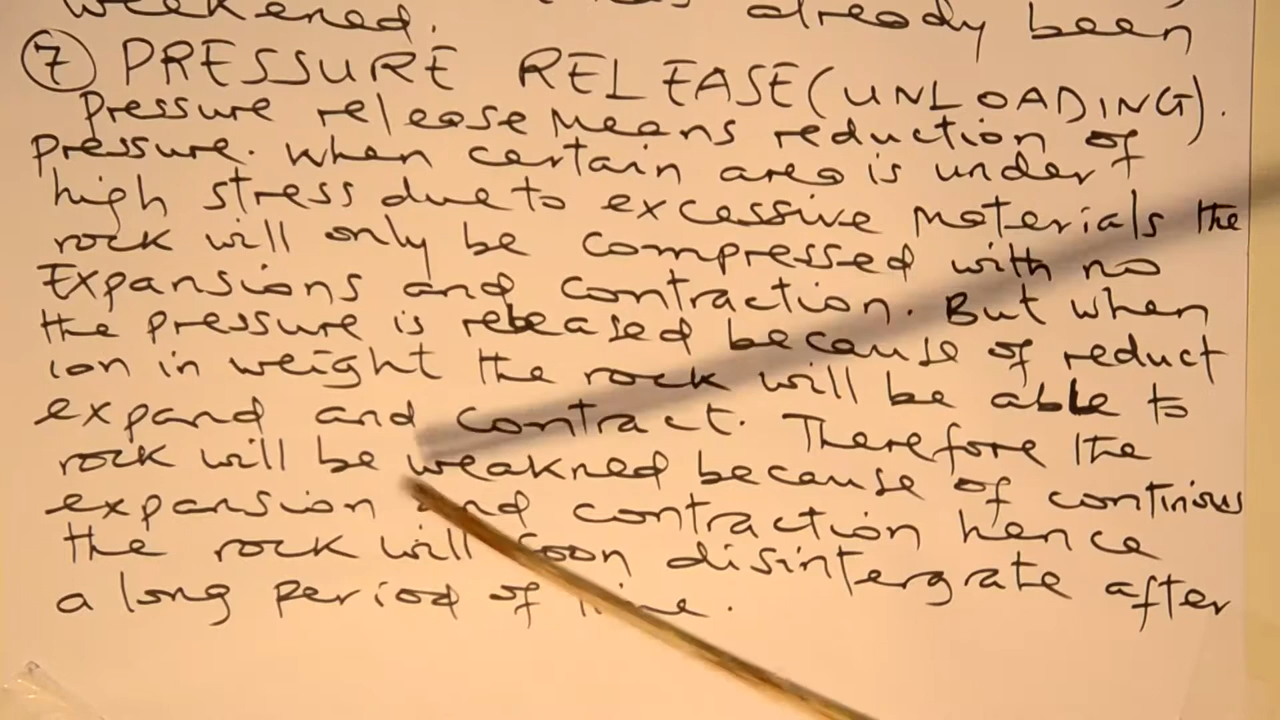 weekened. already been
⑦ PRESSURE RELEASE (UNLOADING).
Pressure release means reduction of
pressure. When certain area is under
high stress due to excessive materials the
rock will only be compressed with no
Expansions and contraction. But when
the pressure is released because of reduct
ion in weight the rock will be able to
expand and contract. Therefore the
rock will be weakned because of continious
expansion and contraction hence
the rock will soon disintergrate after
a long period of